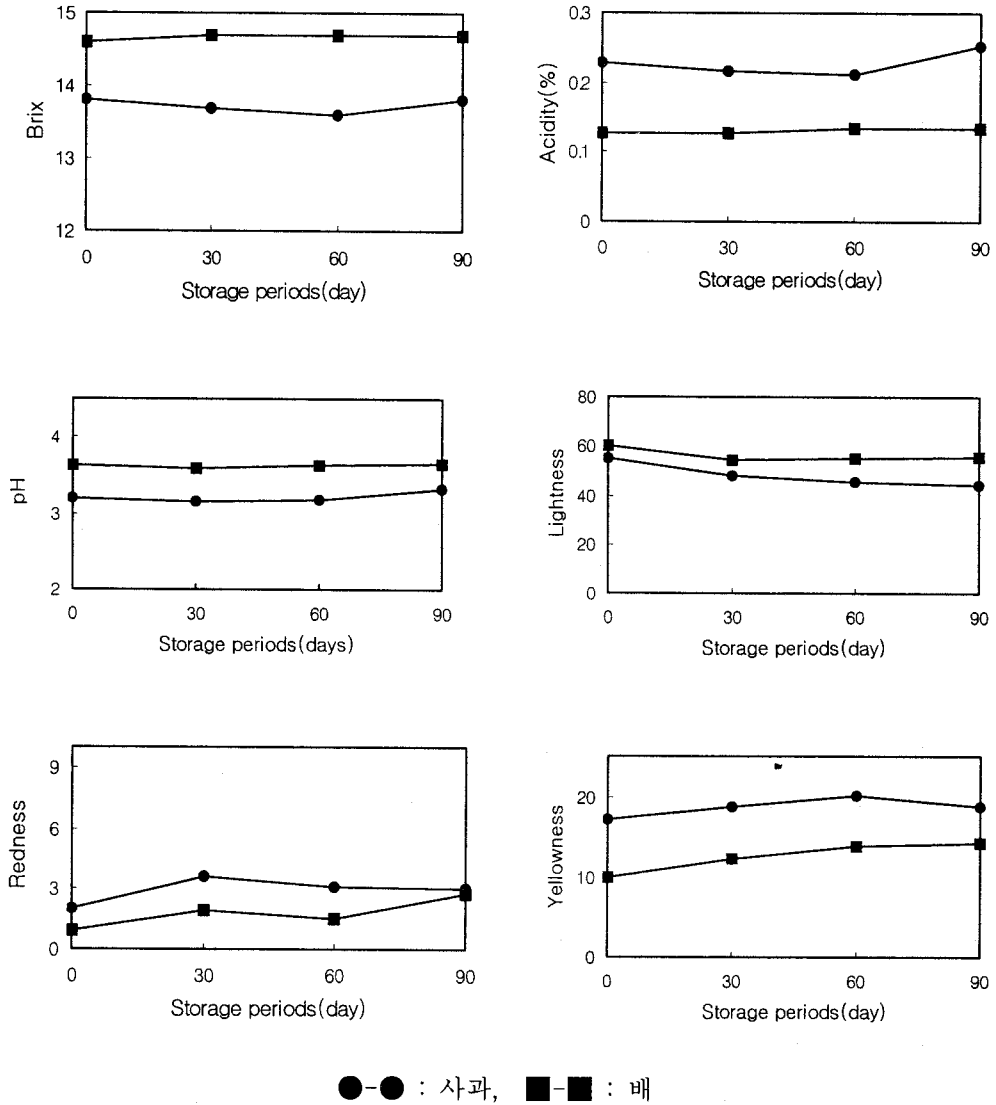 Brix
15
14
13
12
0 30 60 90
Storage periods(day)
Acidity(%)
0.3
0.2
0.1
0
0 30 60 90
Storage periods(day)
pH
4
3
2
0 30 60 90
Storage periods(days)
Lightness
80
60
40
20
0
0 30 60 90
Storage periods(day)
Redness
9
6
3
0
0 30 60 90
Storage periods(day)
Yellowness
20
10
0
0 30 60 90
Storage periods(day)
●-● : 사과, ■-■ : 배